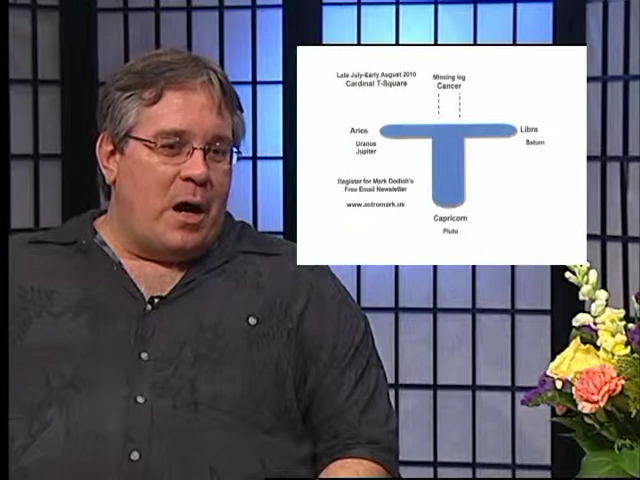 Late July-Early August 2010
Cardinal T-Square
Missing leg
Cancer
Aries
Uranus
Jupiter
Libra
Saturn
Register for Mark Dodich's
Free Email Newsletter
www.astromark.us
Capricorn
Pluto